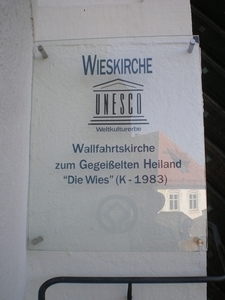 WIESKIRCHE
UNESCO
Weltkulturerbe
Wallfahrtskirche
zum Gegeißelten Heiland
"Die Wies" (K - 1983)